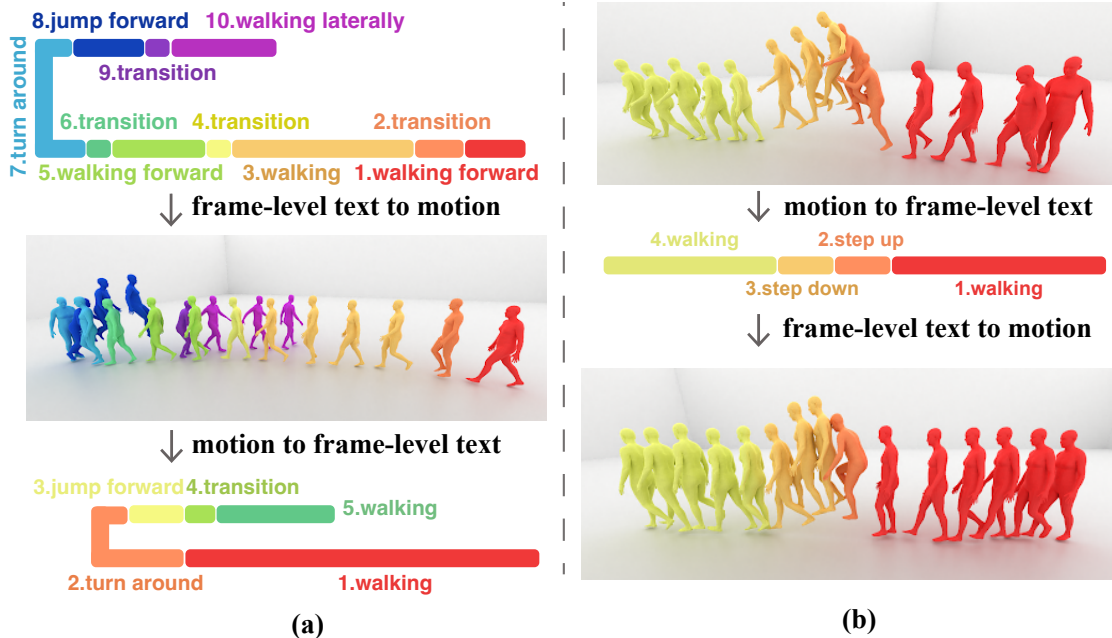 8.jump forward
10.walking laterally
9.transition
7.turn around
6.transition
4.transition
2.transition
5.walking forward
3.walking
1.walking forward
frame-level text to motion
motion to frame-level text
3.jump forward
4.transition
5.walking
2.turn around
1.walking
(a)
motion to frame-level text
4.walking
2.step up
3.step down
1.walking
frame-level text to motion
(b)